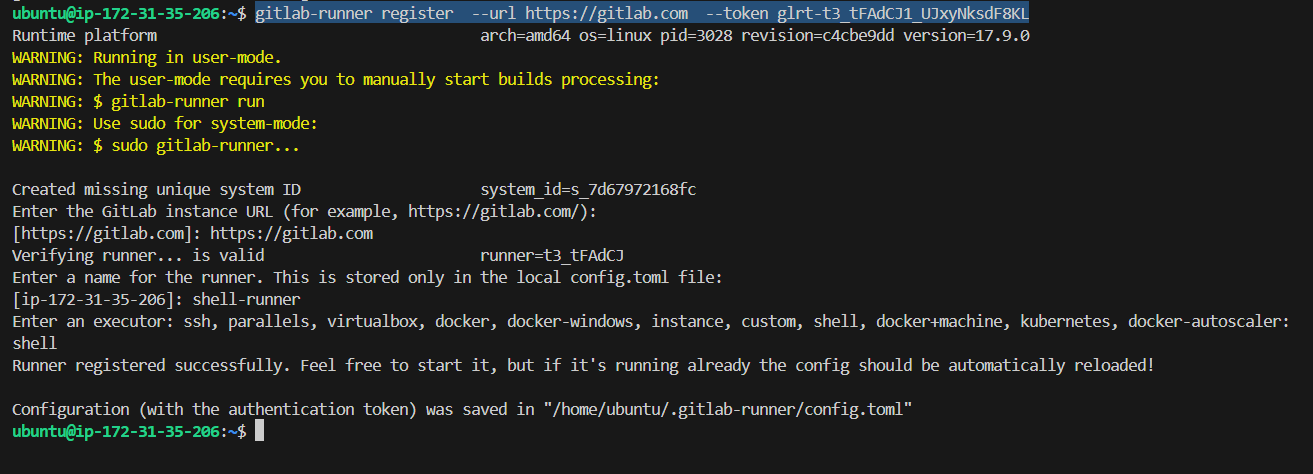 ubuntu@ip-172-31-35-206:~$ gitlab-runner register  --url https://gitlab.com  --token glrt-t3_tFAdCJ1_UJxyNksdF8KL
Runtime platform                                    arch=amd64 os=linux pid=3028 revision=c4cbe9dd version=17.9.0
WARNING: Running in user-mode.
WARNING: The user-mode requires you to manually start builds processing:
WARNING: $ gitlab-runner run
WARNING: Use sudo for system-mode:
WARNING: $ sudo gitlab-runner...
Created missing unique system ID                    system_id=s_7d67972168fc
Enter the GitLab instance URL (for example, https://gitlab.com/):
[https://gitlab.com]: https://gitlab.com
Verifying runner... is valid                        runner=t3_tFAdCJ
Enter a name for the runner. This is stored only in the local config.toml file:
[ip-172-31-35-206]: shell-runner
Enter an executor: ssh, parallels, virtualbox, docker, docker-windows, instance, custom, shell, docker+machine, kubernetes, docker-autoscaler:
shell
Runner registered successfully. Feel free to start it, but if it's running already the config should be automatically reloaded!
Configuration (with the authentication token) was saved in "/home/ubuntu/.gitlab-runner/config.toml"
ubuntu@ip-172-31-35-206:~$